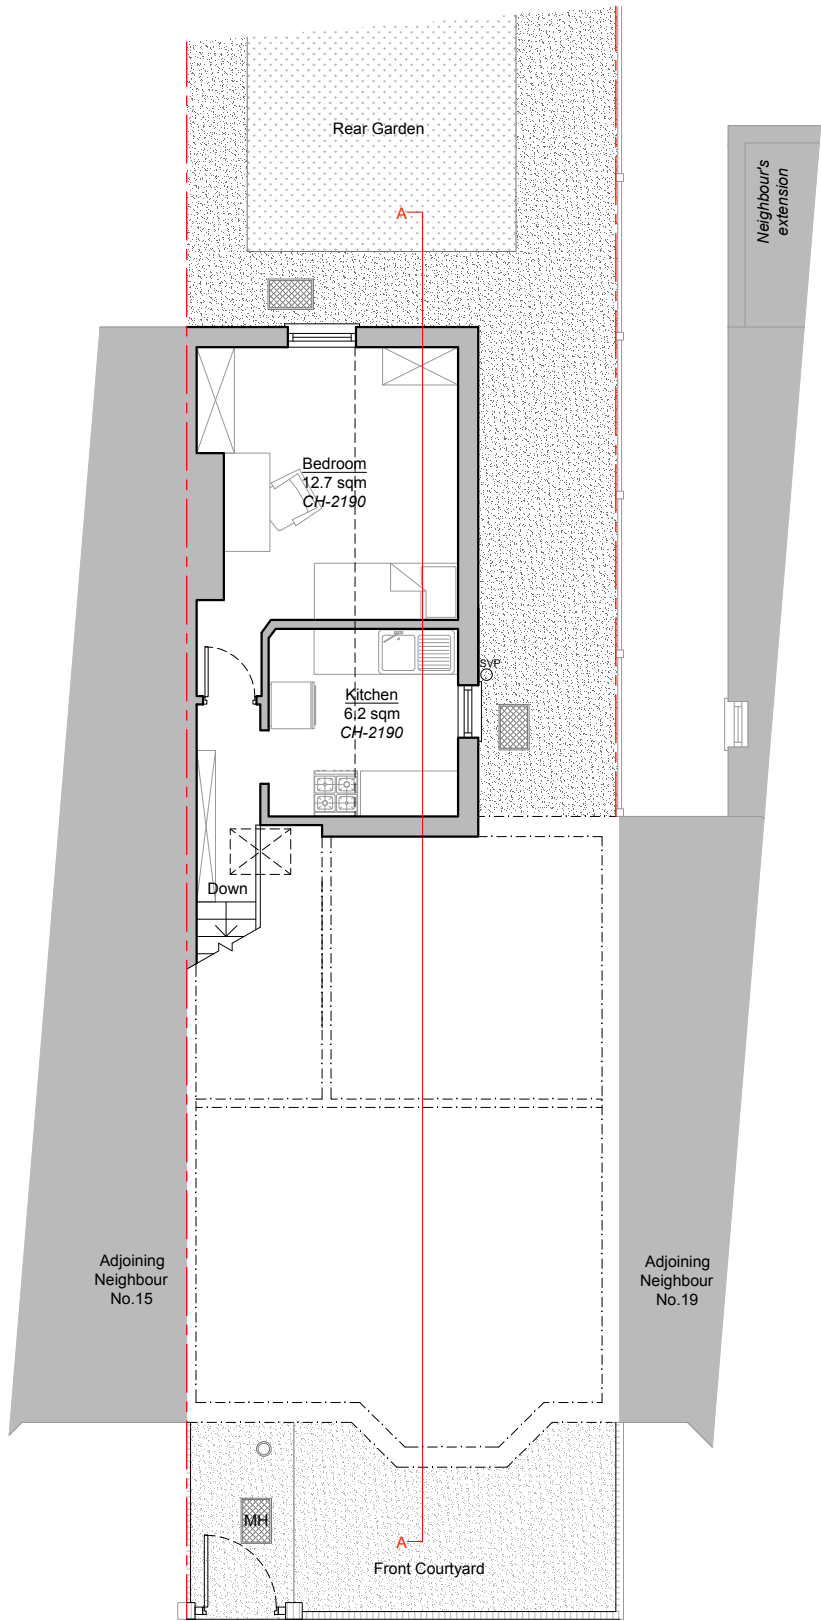 Rear Garden
Neighbour's
extension
A
Bedroom
12.7 sqm
CH-2190
SVP
Kitchen
6.2 sqm
CH-2190
Down
Adjoining
Neighbour
No.15
Adjoining
Neighbour
No.19
MH
A
Front Courtyard